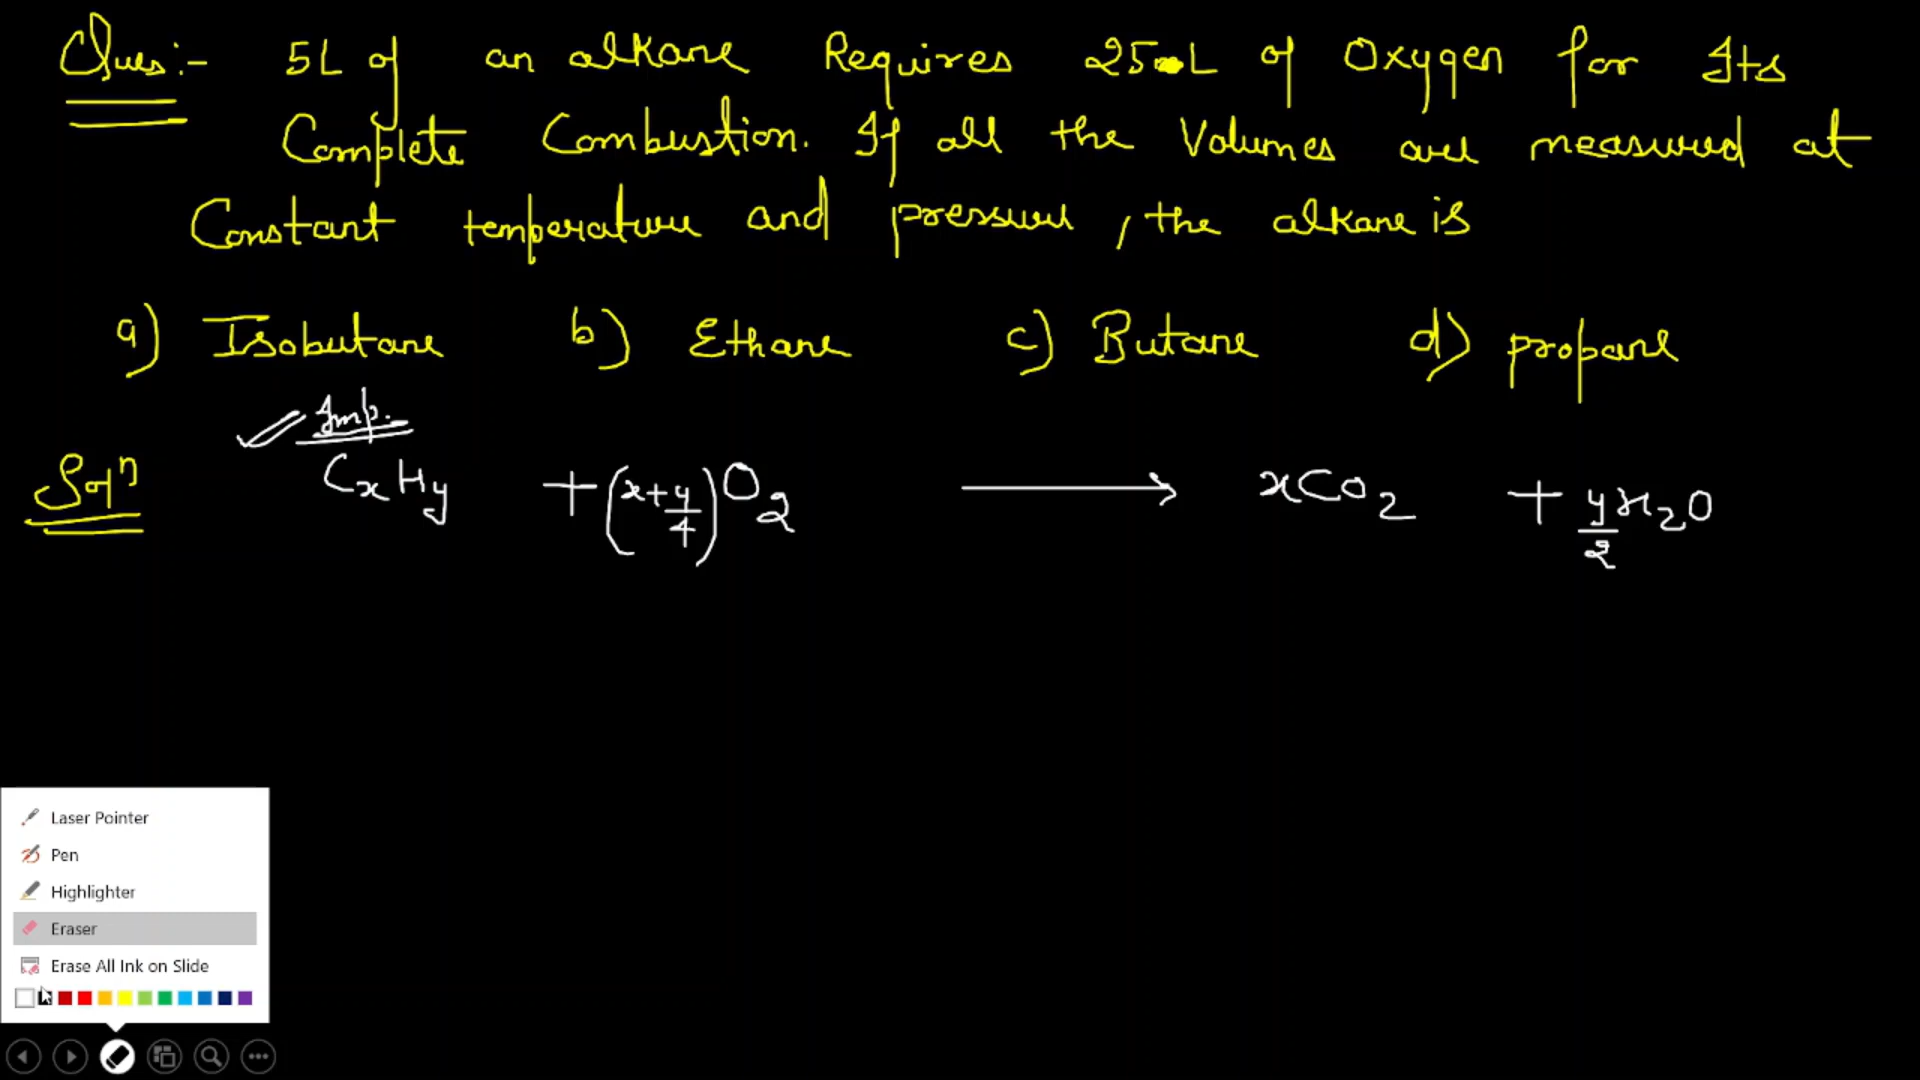 Ques:- 5L of an alkane Requires 25 L of Oxygen for Its
Complete Combustion. If all the Volumes are measured at
Constant temperature and pressure, the alkane is
a) Isobutane b) Ethane c) Butane d) propane
Imp.
Solⁿ CxHy + (x+y/4) O2 → xCO2 + y/2 H2O
Laser Pointer
Pen
Highlighter
Eraser
Erase All Ink on Slide